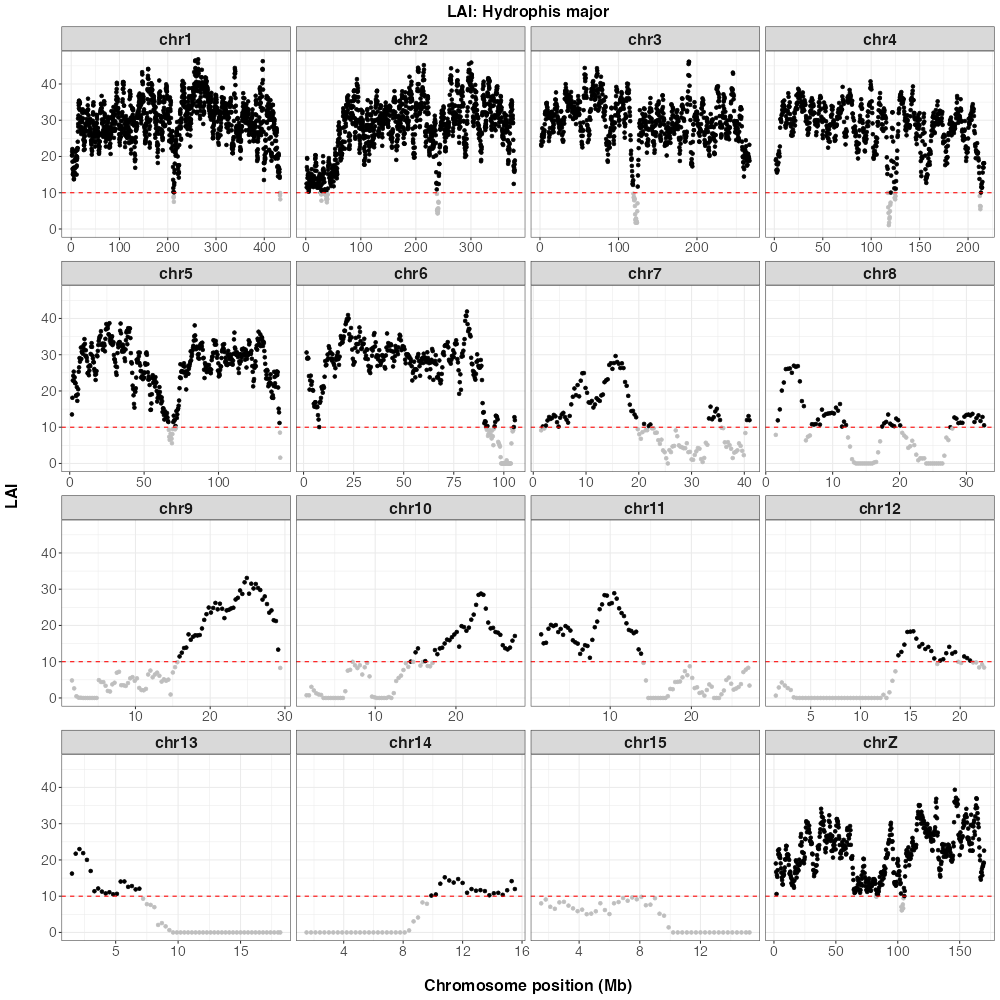 LAI: Hydrophis major
chr1 chr2 chr3 chr4
40
30
20
10
0
0 100 200 300 400 0 100 200 300 0 100 200 0 50 100 150 200
chr5 chr6 chr7 chr8
40
30
20
10
0
0 50 100 0 25 50 75 100 0 10 20 30 40 0 10 20 30
LAI
chr9 chr10 chr11 chr12
40
30
20
10
0
10 20 30 10 20 10 20 5 10 15 20
chr13 chr14 chr15 chrZ
40
30
20
10
0
5 10 15 4 8 12 16 4 8 12 0 50 100 150
Chromosome position (Mb)